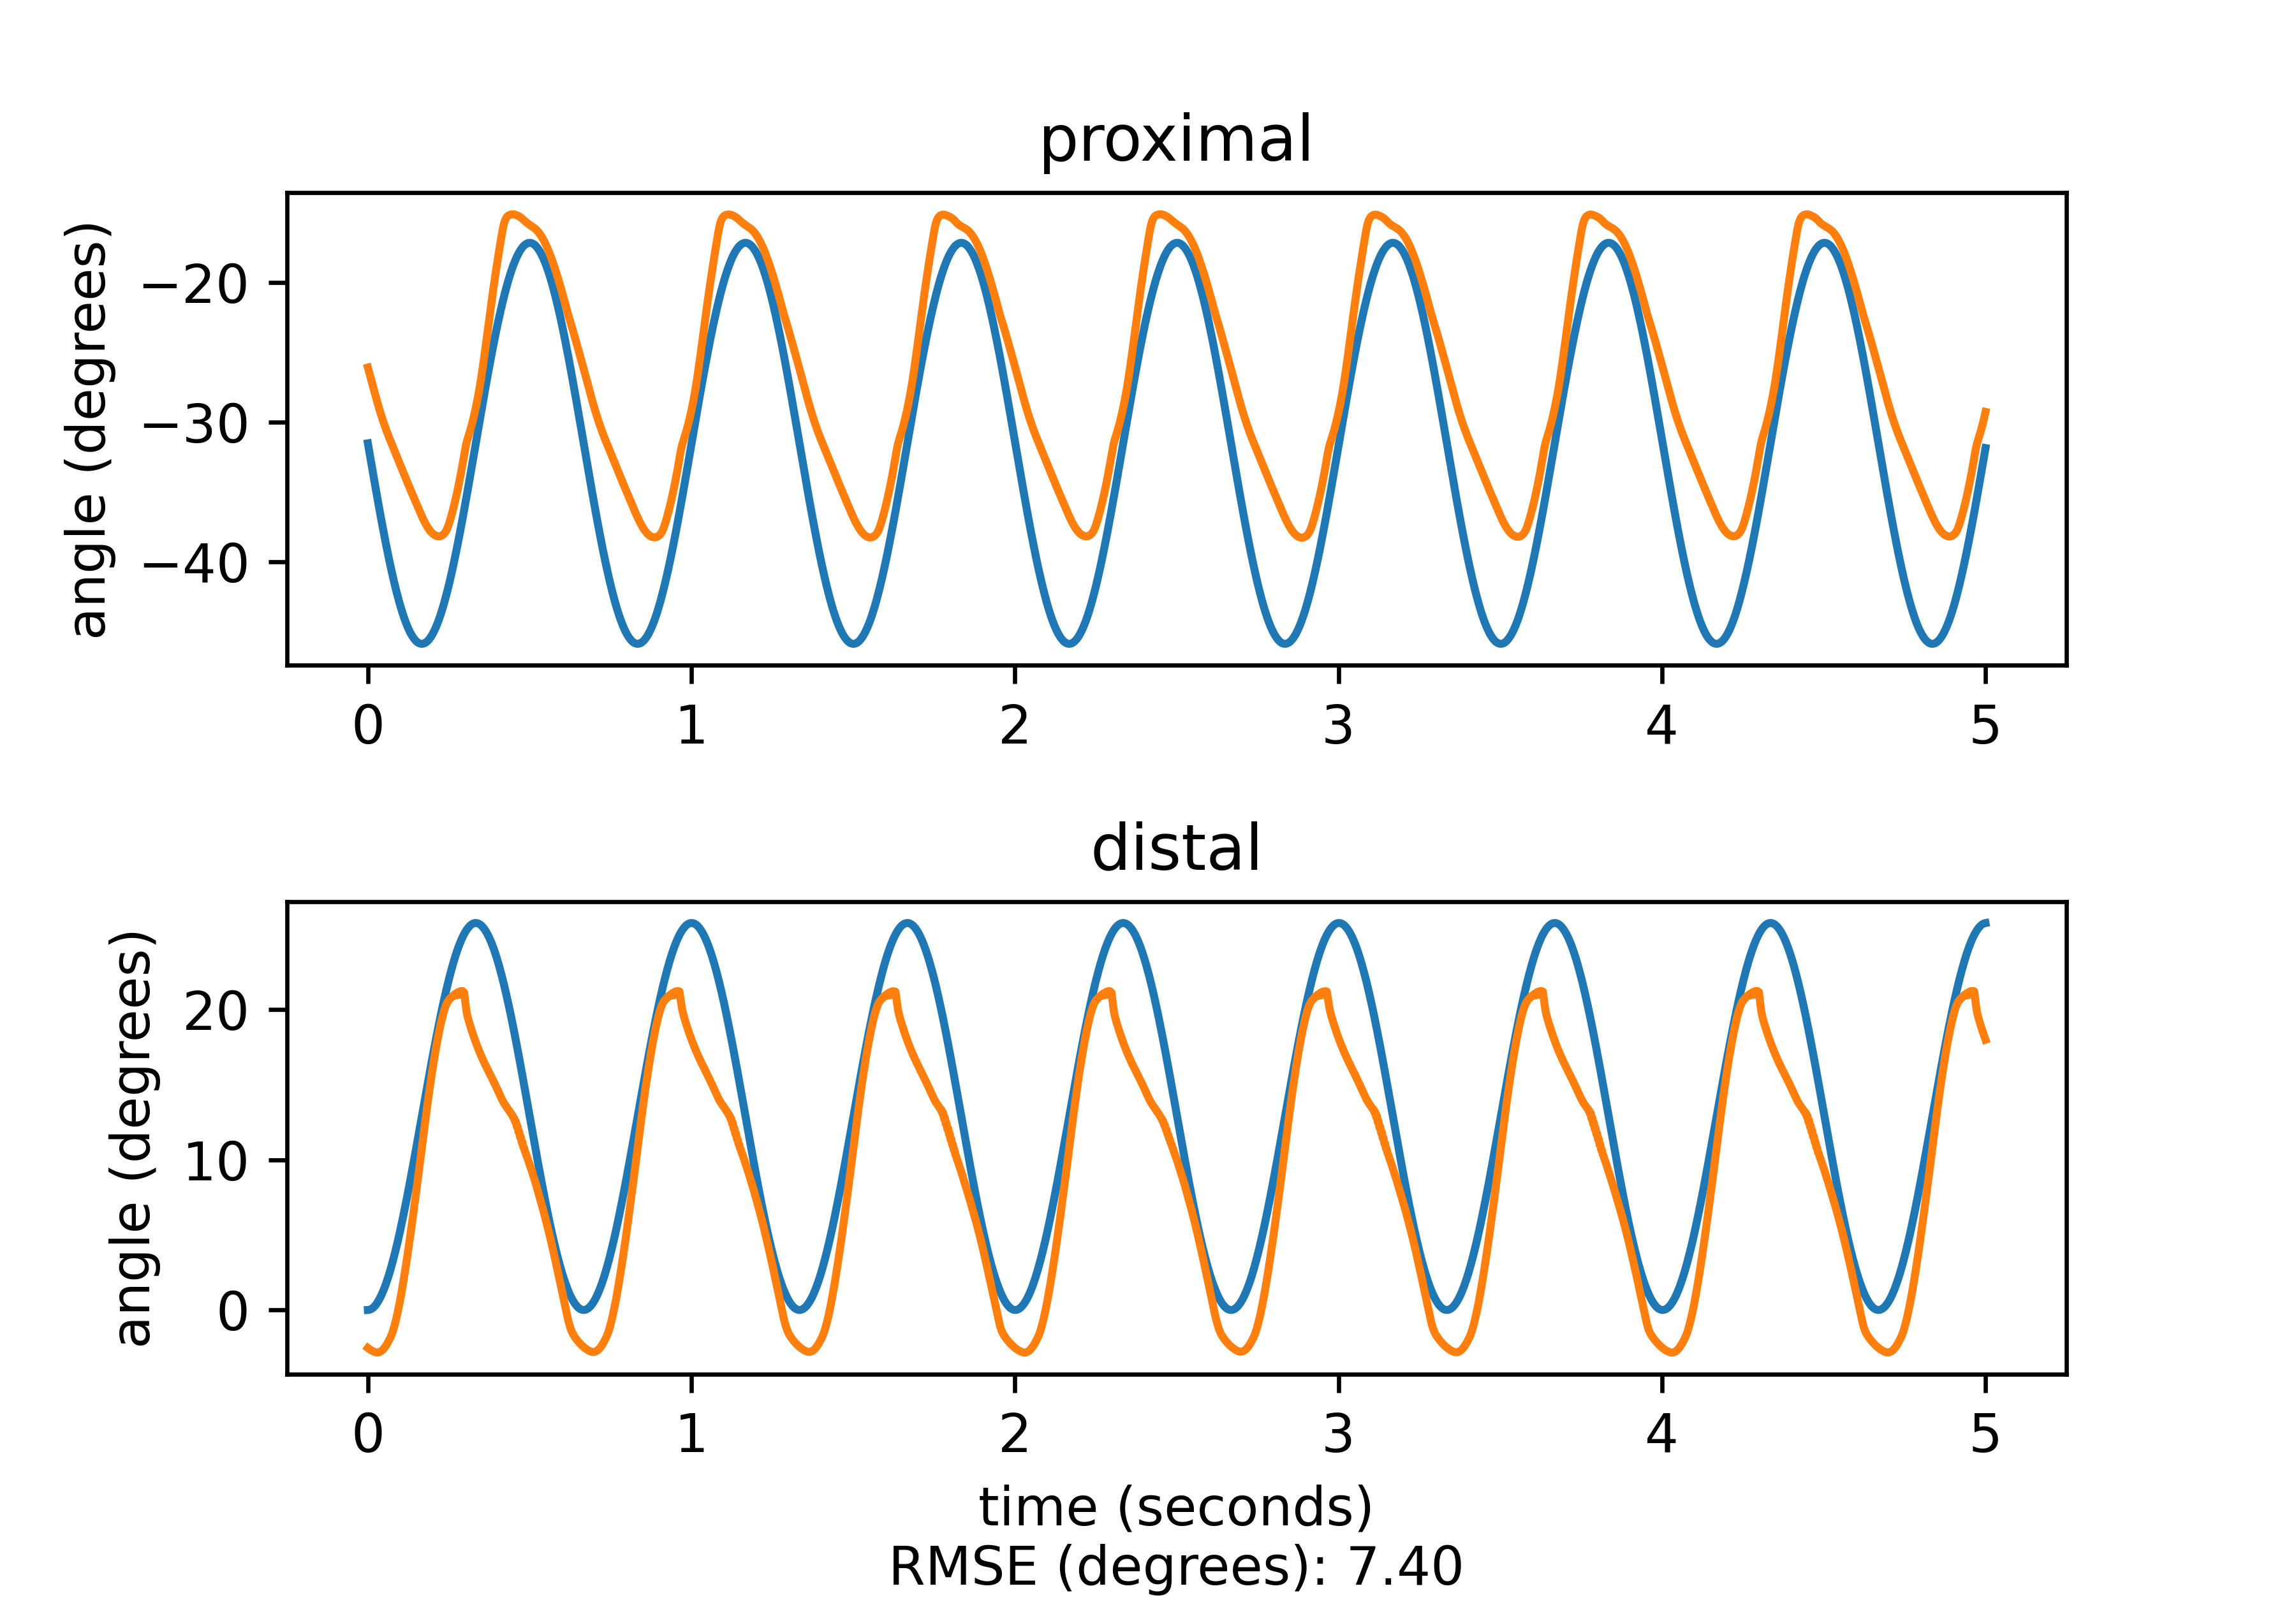 proximal
angle (degrees)
−20
−30
−40
0 1 2 3 4 5
distal
angle (degrees)
20
10
0
0 1 2 3 4 5
time (seconds)
RMSE (degrees): 7.40